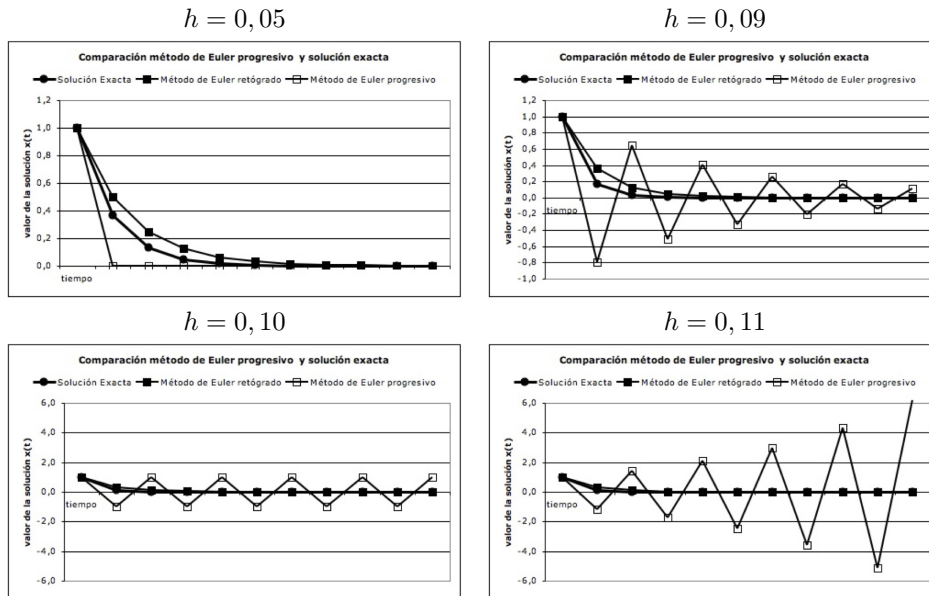 h = 0, 05
Comparación método de Euler progresivo y solución exacta
Solución Exacta Método de Euler retógrado Método de Euler progresivo
valor de la solución x(t)
1,2
1,0
0,8
0,6
0,4
0,2
0,0
tiempo
h = 0, 09
Comparación método de Euler progresivo y solución exacta
Solución Exacta Método de Euler retógrado Método de Euler progresivo
valor de la solución x(t)
1,2
1,0
0,8
0,6
0,4
0,2
0,0
-0,2
-0,4
-0,6
-0,8
-1,0
tiempo
h = 0, 10
Comparación método de Euler progresivo y solución exacta
Solución Exacta Método de Euler retógrado Método de Euler progresivo
valor de la solución x(t)
6,0
4,0
2,0
0,0
-2,0
-4,0
-6,0
tiempo
h = 0, 11
Comparación método de Euler progresivo y solución exacta
Solución Exacta Método de Euler retógrado Método de Euler progresivo
valor de la solución x(t)
6,0
4,0
2,0
0,0
-2,0
-4,0
-6,0
tiempo